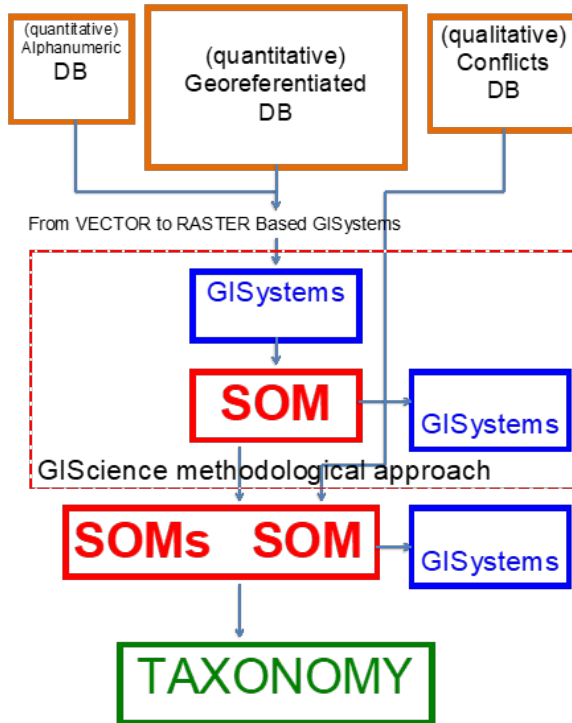 (quantitative)
Alphanumeric
DB
(quantitative)
Georeferentiated
DB
(qualitative)
Conflicts
DB
From VECTOR to RASTER Based GISystems
GISystems
SOM
GISystems
GIScience methodological approach
SOMs SOM
GISystems
TAXONOMY